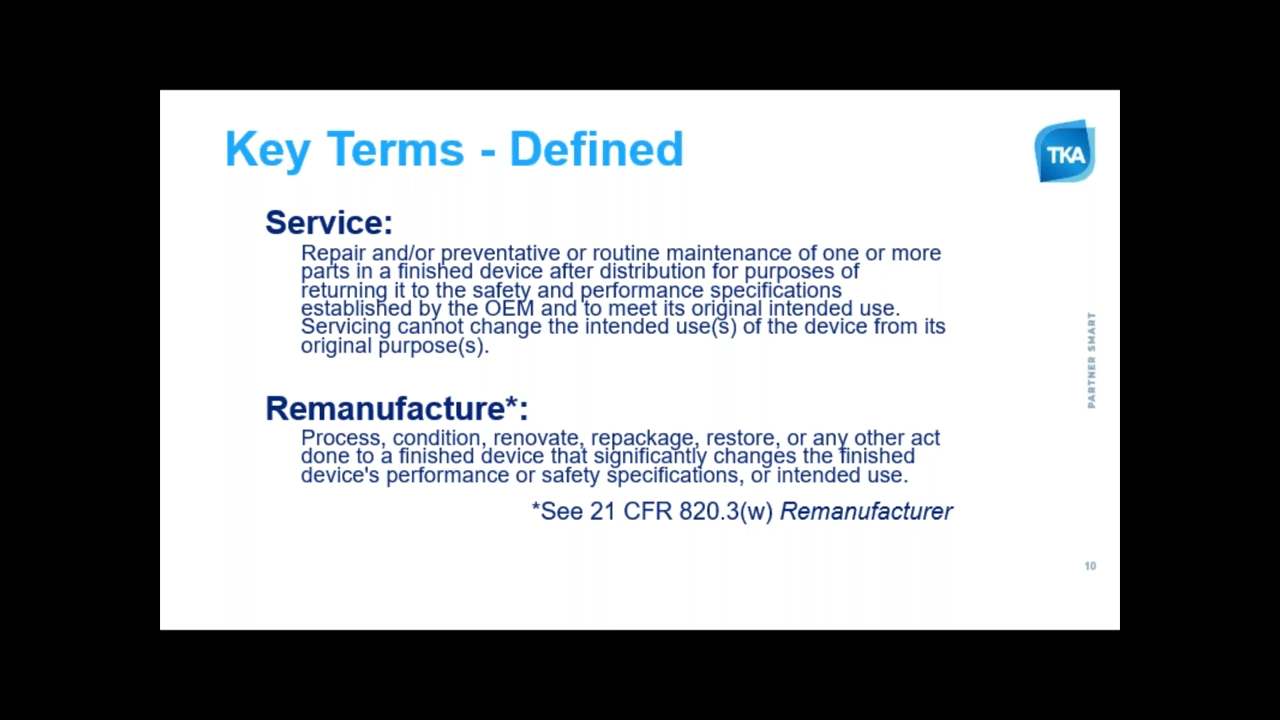 Key Terms - Defined
TKA
Service:
Repair and/or preventative or routine maintenance of one or more
parts in a finished device after distribution for purposes of
returning it to the safety and performance specifications
established by the OEM and to meet its original intended use.
Servicing cannot change the intended use(s) of the device from its
original purpose(s).
PARTNER SMART
Remanufacture*:
Process, condition, renovate, repackage, restore, or any other act
done to a finished device that significantly changes the finished
device's performance or safety specifications, or intended use.
*See 21 CFR 820.3(w) Remanufacturer
10